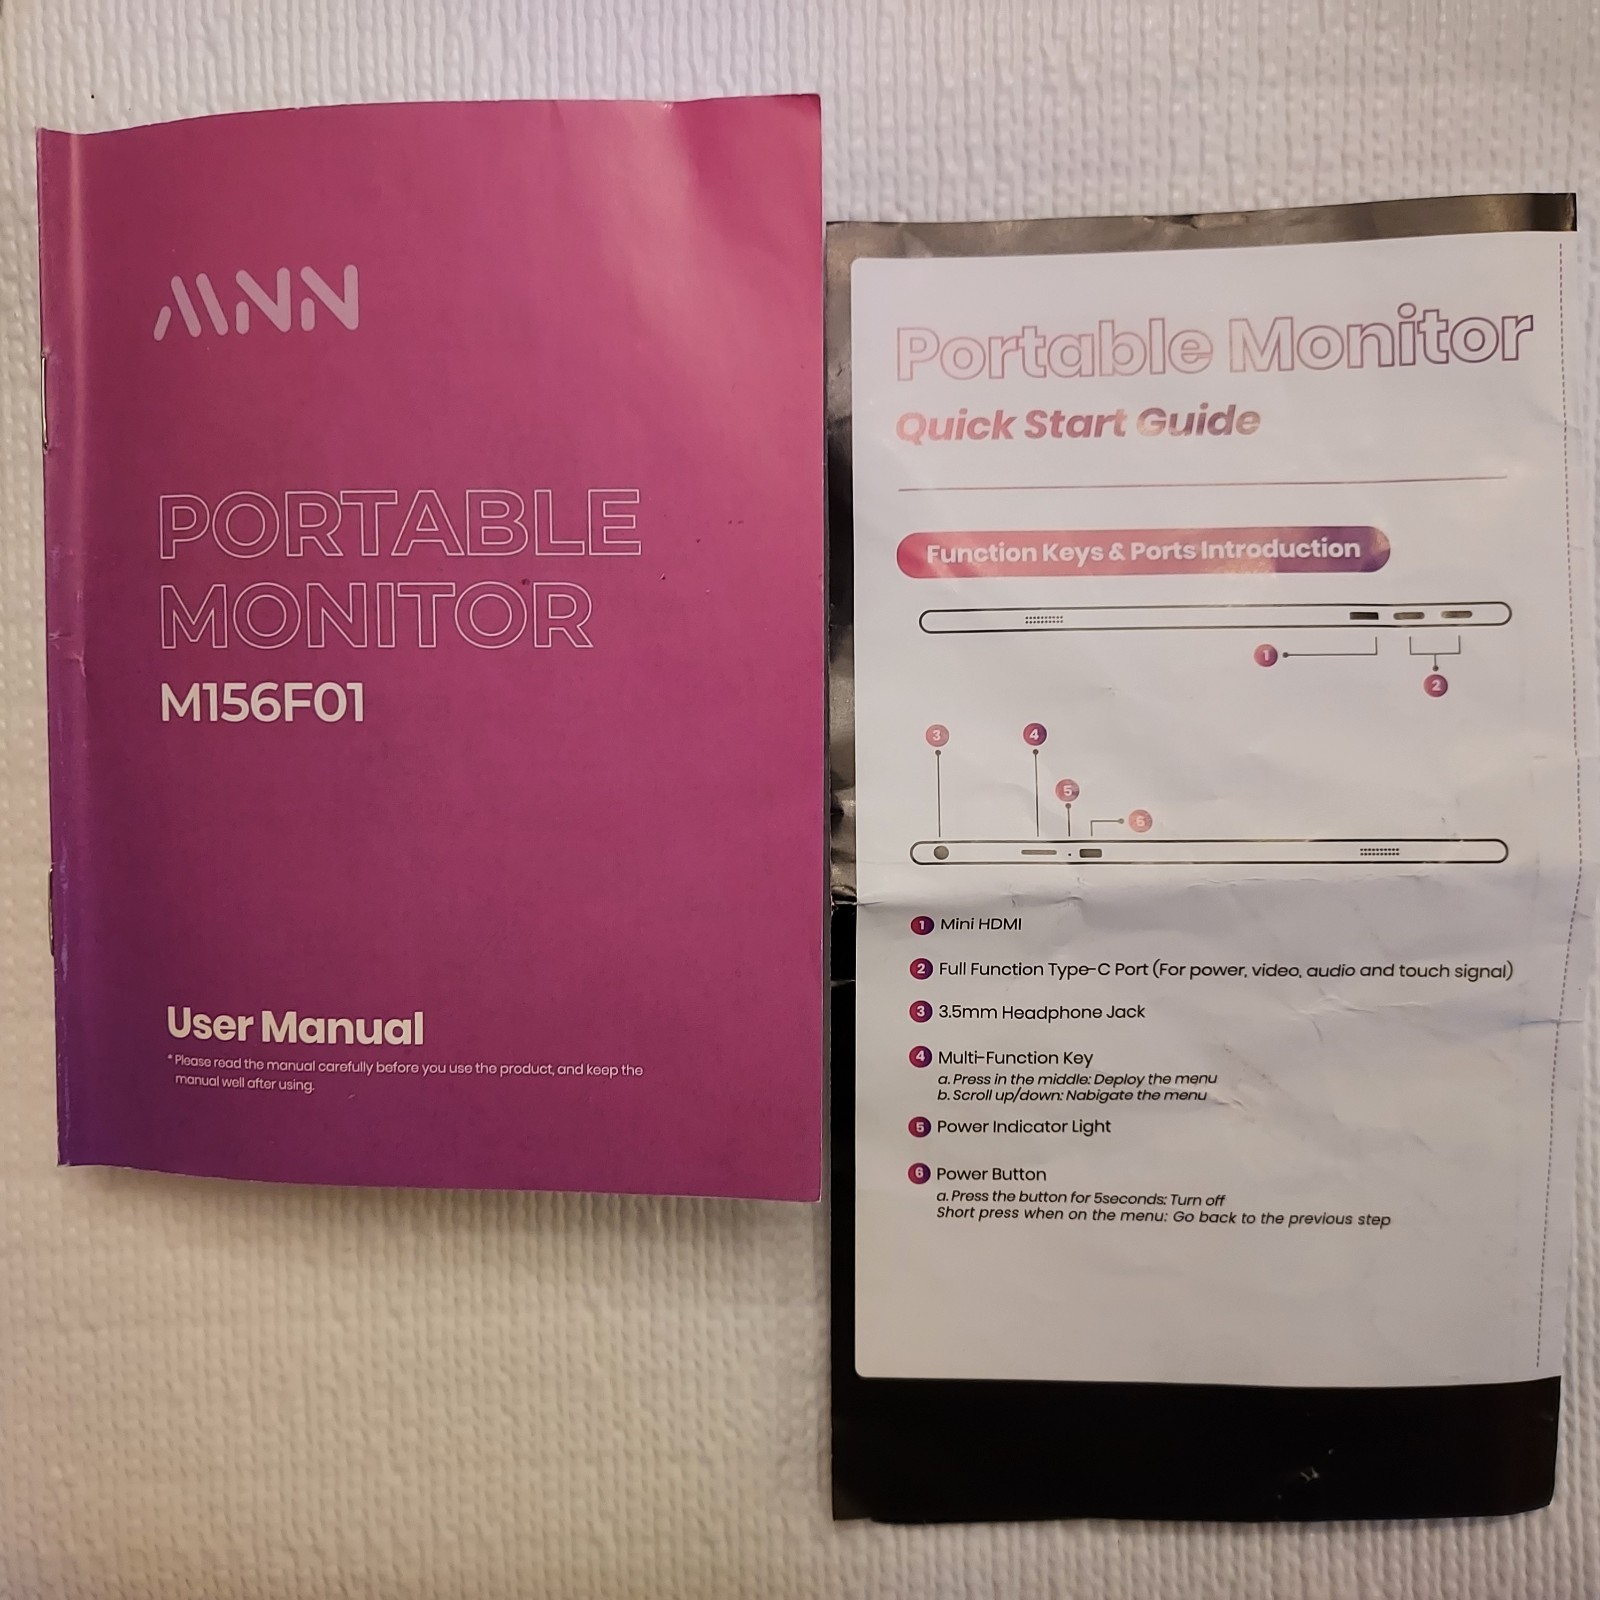 MNN
PORTABLE
MONITOR
M156F01
User Manual
* Please read the manual carefully before you use the product, and keep the
manual well after using.
Portable Monitor
Quick Start Guide
Function Keys & Ports Introduction
1
2
3
4
5
6
1 Mini HDMI
2 Full Function Type-C Port (For power, video, audio and touch signal)
3 3.5mm Headphone Jack
4 Multi-Function Key
a. Press in the middle: Deploy the menu
b. Scroll up/down: Nabigate the menu
5 Power Indicator Light
6 Power Button
a. Press the button for 5seconds: Turn off
Short press when on the menu: Go back to the previous step